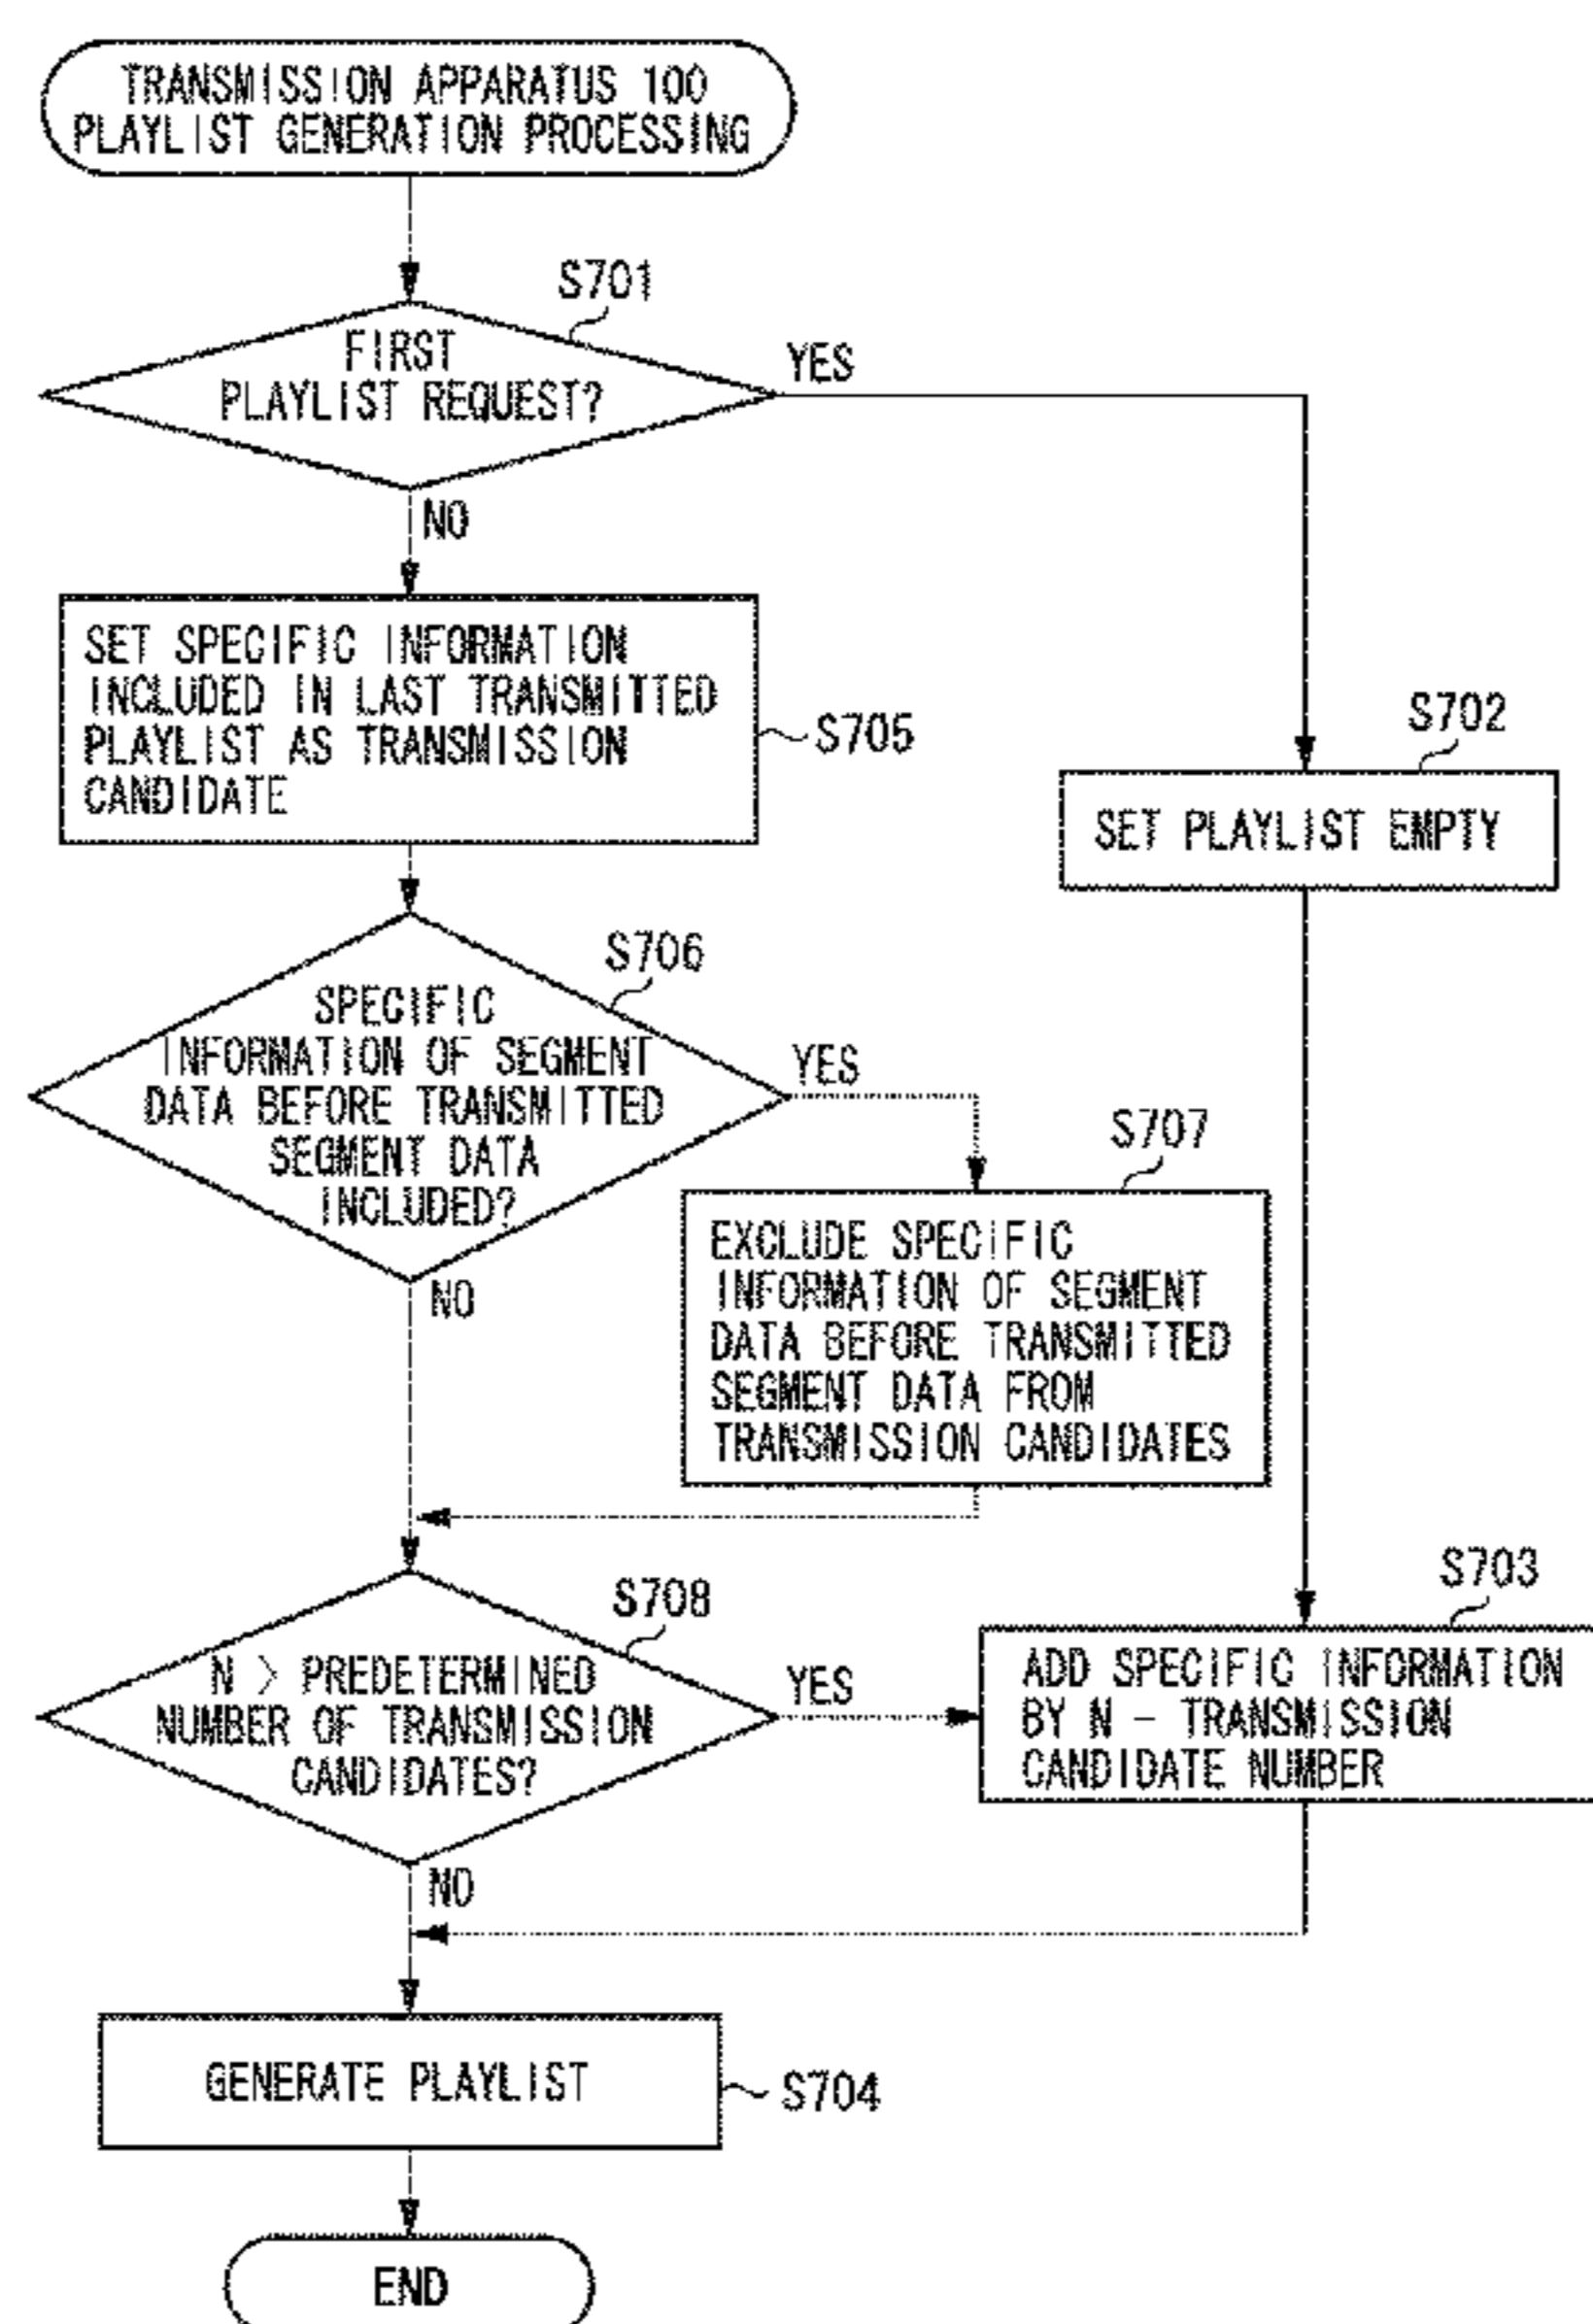 TRANSMISSION APPARATUS 100
PLAYLIST GENERATION PROCESSING
S701
FIRST
PLAYLIST REQUEST?
YES
NO
SET SPECIFIC INFORMATION
INCLUDED IN LAST TRANSMITTED
PLAYLIST AS TRANSMISSION
CANDIDATE
S705
S702
SET PLAYLIST EMPTY
S706
SPECIFIC
INFORMATION OF SEGMENT
DATA BEFORE TRANSMITTED
SEGMENT DATA
INCLUDED?
YES
NO
S707
EXCLUDE SPECIFIC
INFORMATION OF SEGMENT
DATA BEFORE TRANSMITTED
SEGMENT DATA FROM
TRANSMISSION CANDIDATES
S708
N > PREDETERMINED
NUMBER OF TRANSMISSION
CANDIDATES?
YES
NO
S703
ADD SPECIFIC INFORMATION
BY N - TRANSMISSION
CANDIDATE NUMBER
GENERATE PLAYLIST
S704
END